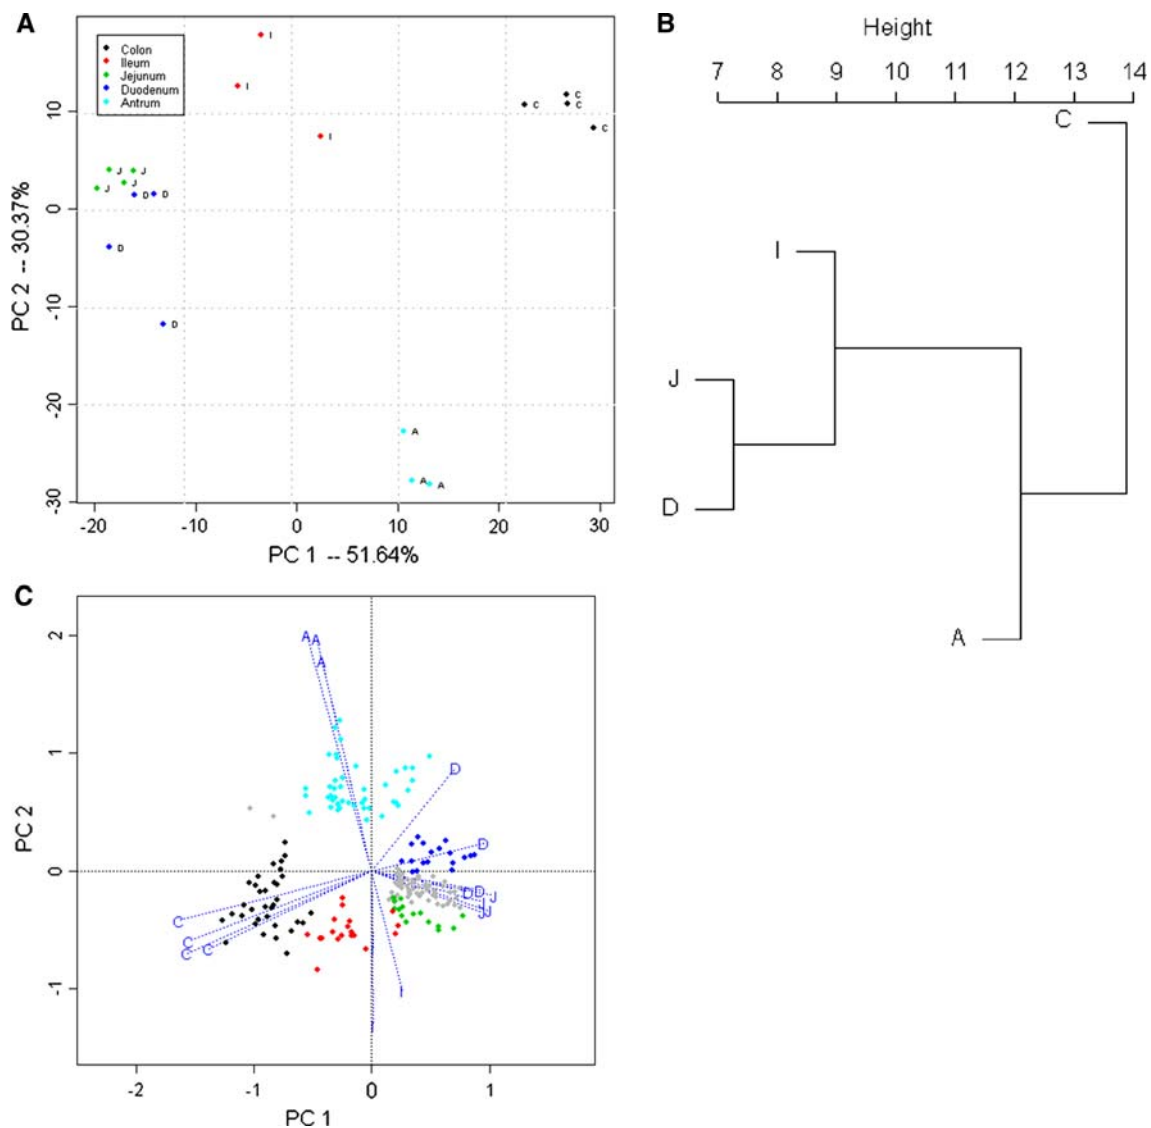 A
Colon
Ileum
Jejunum
Duodenum
Antrum
I
I
I
C
C
C
C
J
J
J
J
D
D
D
D
A
A
A
10
0
-10
-20
-30
PC 2 -- 30.37%
-20
-10
0
10
20
30
PC 1 -- 51.64%
B
Height
7 8 9 10 11 12 13 14
C
I
J
D
A
C
2
1
0
-1
PC 2
A
A
A
D
D
D
D
J
J
J
C
C
C
C
I
I
-2 -1 0 1
PC 1